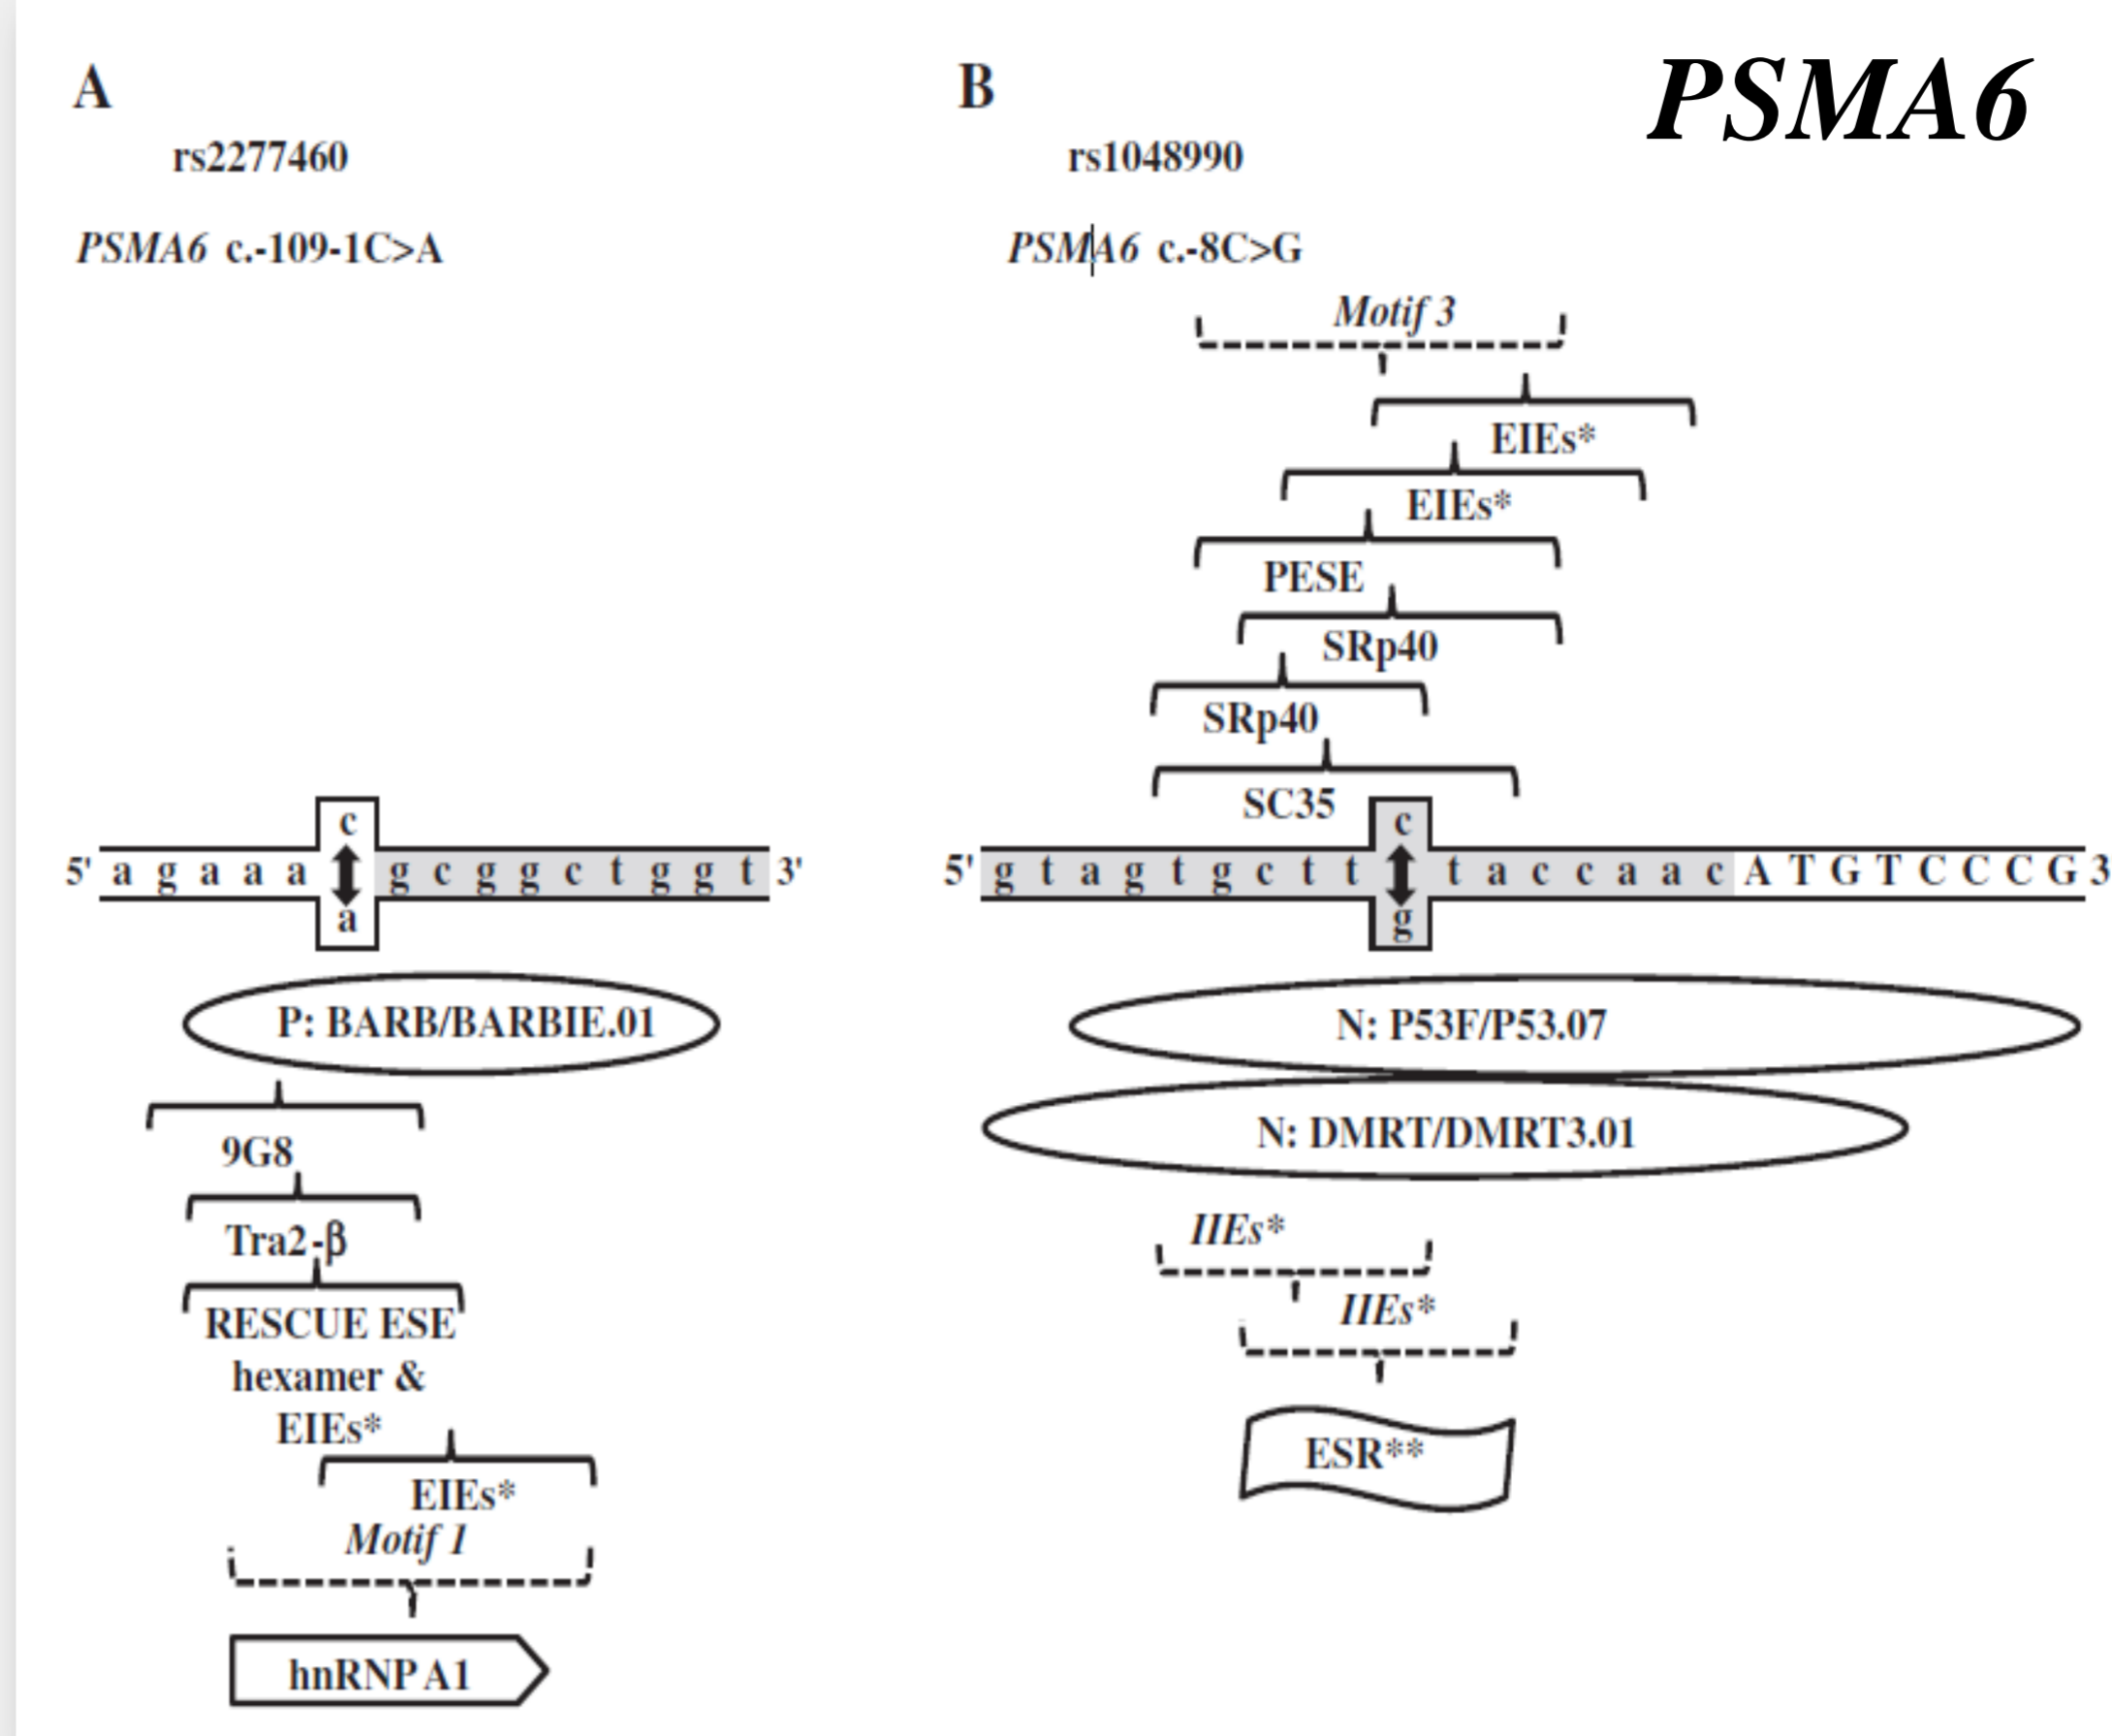 PSMA6
A
rs2277460
PSMA6 c.-109-1C>A
c
5' a g a a a g c g g c t g g t 3'
a
P: BARB/BARBIE.01
9G8
Tra2-β
RESCUE ESE
hexamer &
EIEs*
EIEs*
Motif 1
hnRNP A1
B
rs1048990
PSMA6 c.-8C>G
Motif 3
EIEs*
EIEs*
PESE
SRp40
SRp40
SC35
c
5' g t a g t g c t t t a c c a a c A T G T C C C G 3
g
N: P53F/P53.07
N: DMRT/DMRT3.01
IIEs*
IIEs*
ESR**